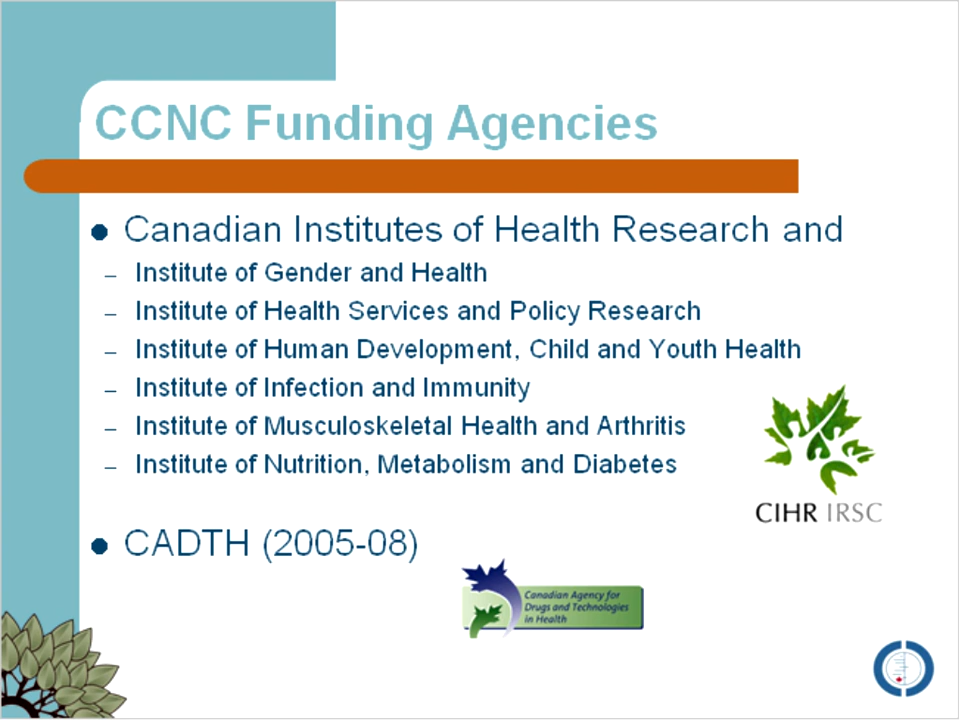 CCNC Funding Agencies
Canadian Institutes of Health Research and
– Institute of Gender and Health
– Institute of Health Services and Policy Research
– Institute of Human Development, Child and Youth Health
– Institute of Infection and Immunity
– Institute of Musculoskeletal Health and Arthritis
– Institute of Nutrition, Metabolism and Diabetes
CIHR IRSC
CADTH (2005-08)
Canadian Agency for
Drugs and Technologies
in Health